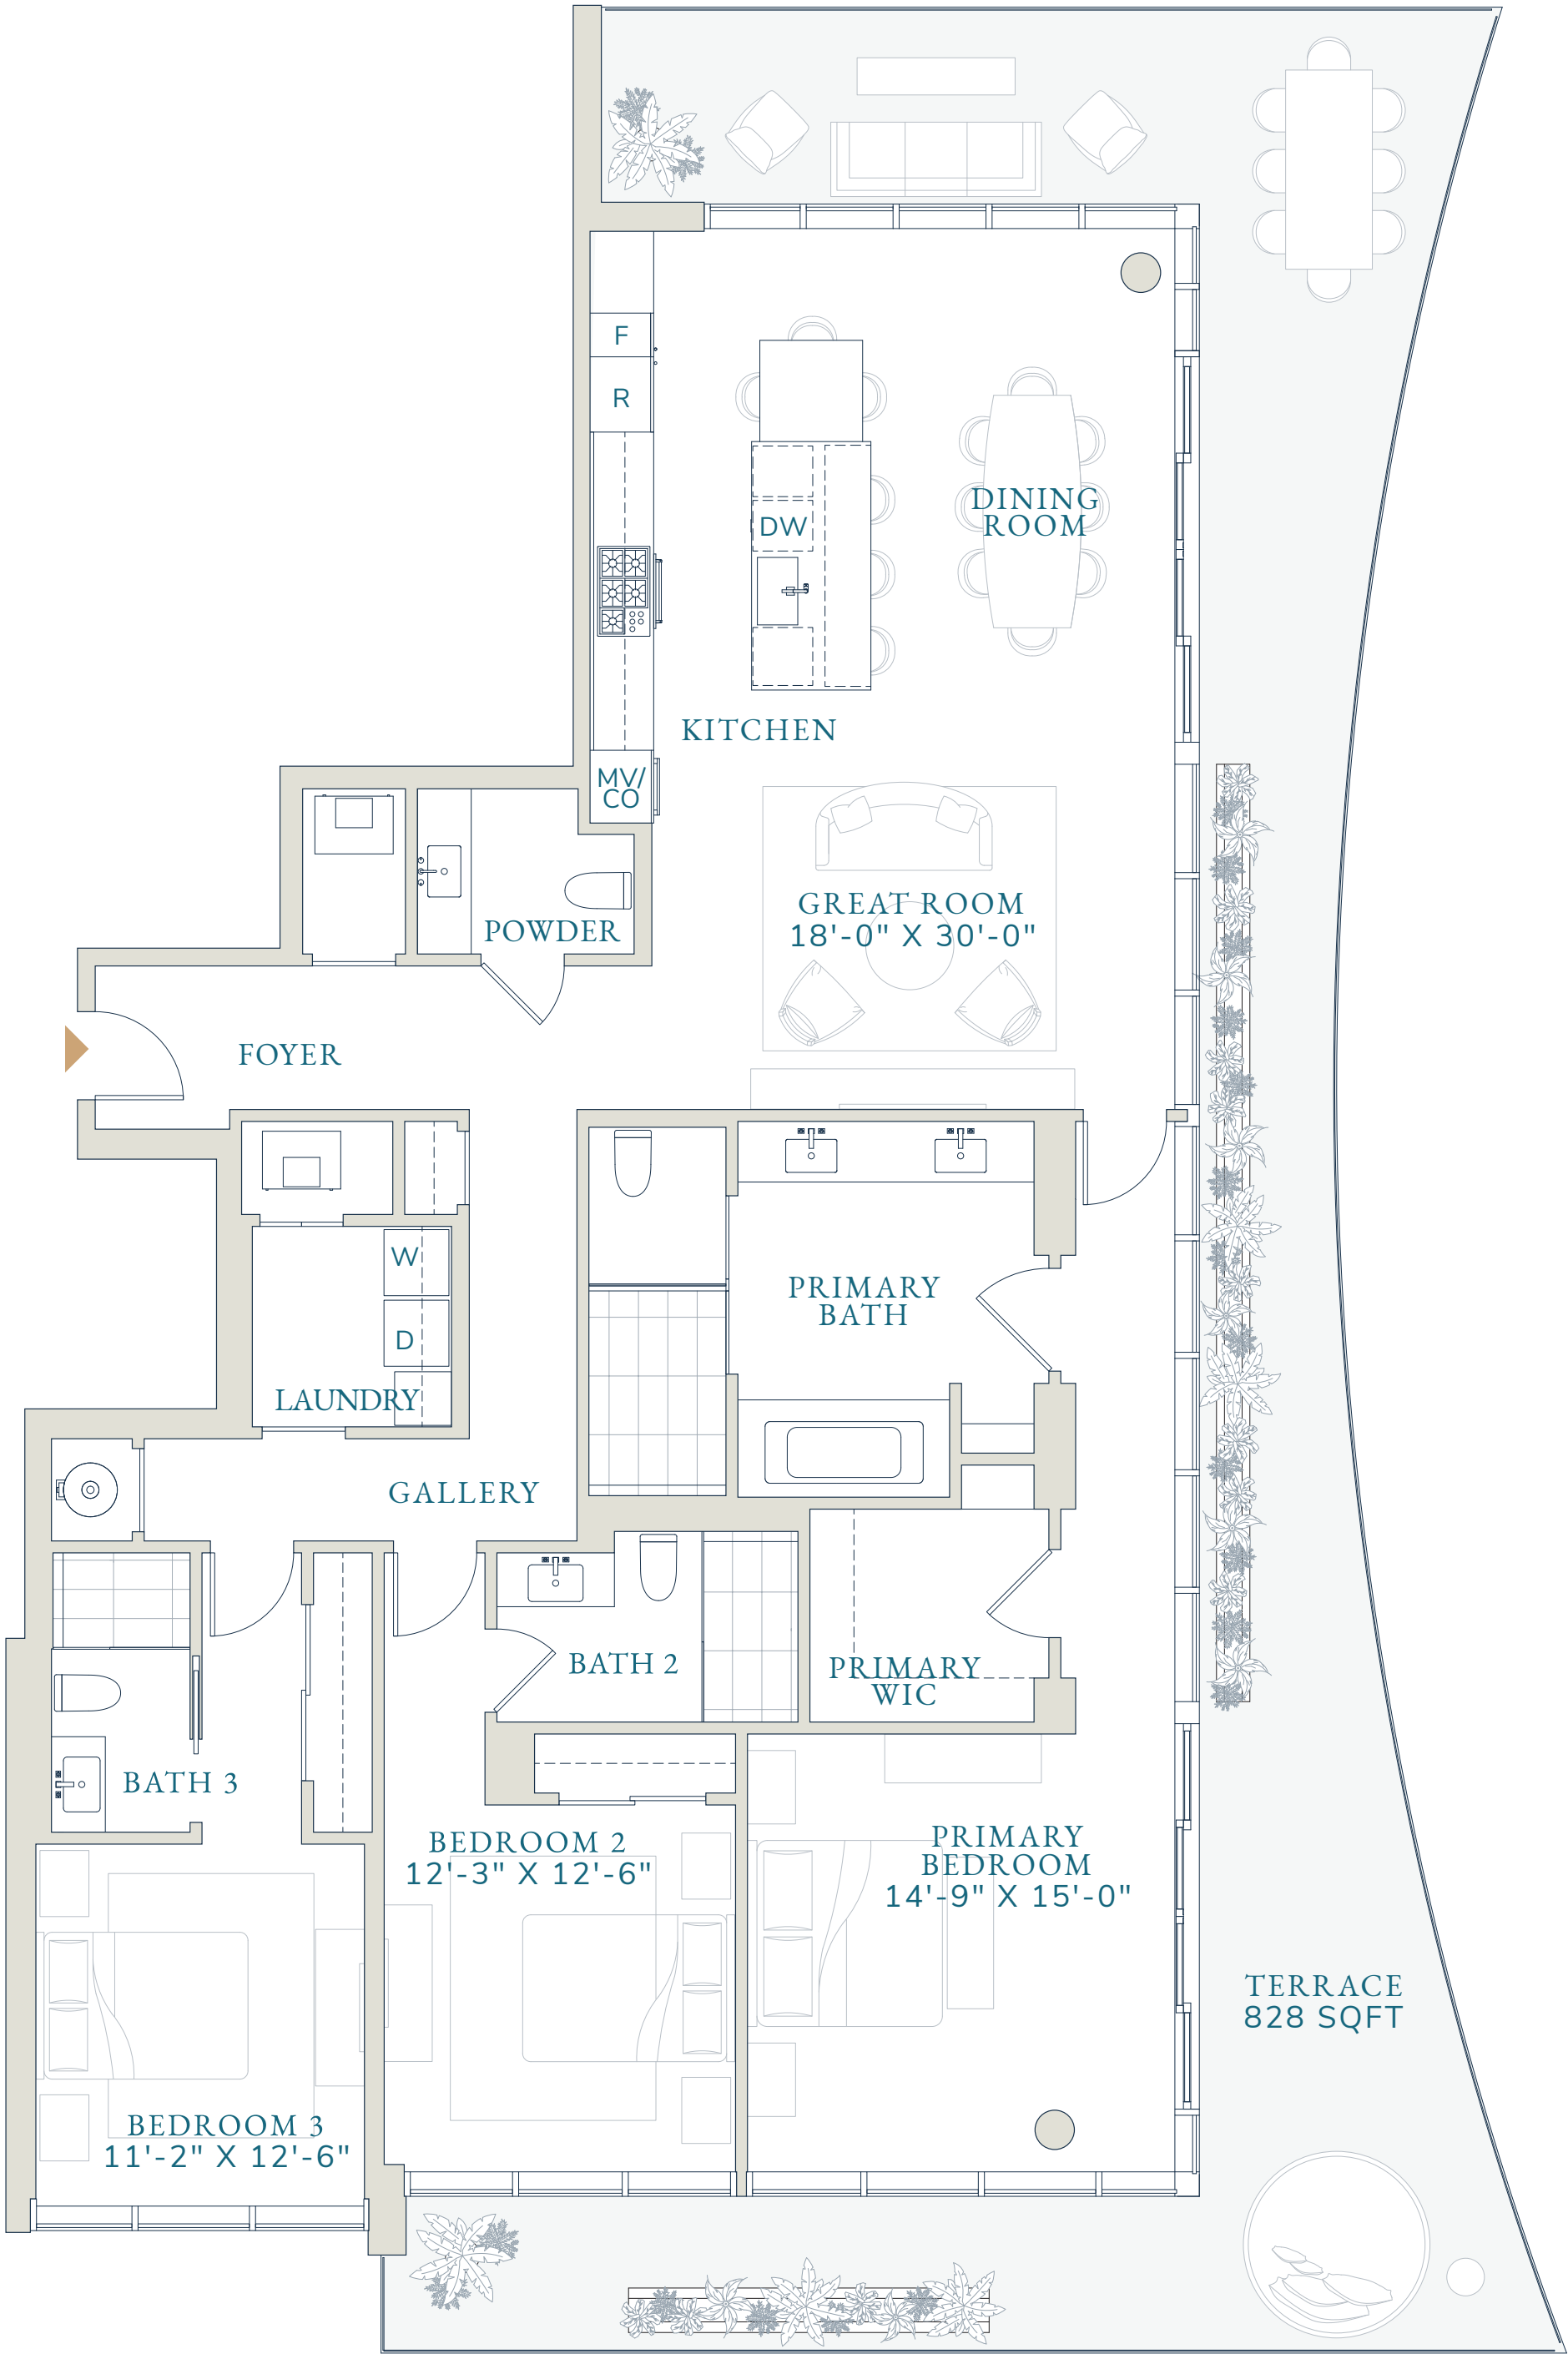 F
R
DINING
ROOM
DW
KITCHEN
MV/
CO
GREAT ROOM
18'-0" X 30'-0"
POWDER
FOYER
W
PRIMARY
BATH
D
LAUNDRY
GALLERY
BATH 2
PRIMARY
WIC
BATH 3
BEDROOM 2
12'-3" X 12'-6"
PRIMARY
BEDROOM
14'-9" X 15'-0"
TERRACE
828 SQFT
BEDROOM 3
11'-2" X 12'-6"